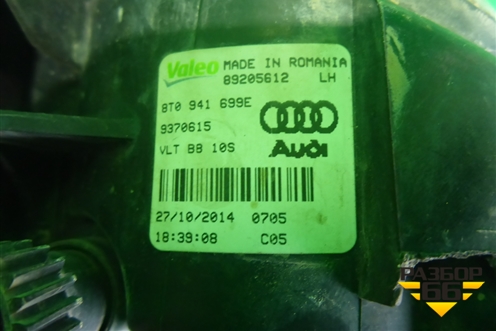 Valeo MADE IN ROMANIA
89205612 LH
8T0 941 699E
9370615
VLT B8 10S
Audi
27/10/2014 0705
18:39:08 C05
РАЗБОР
66